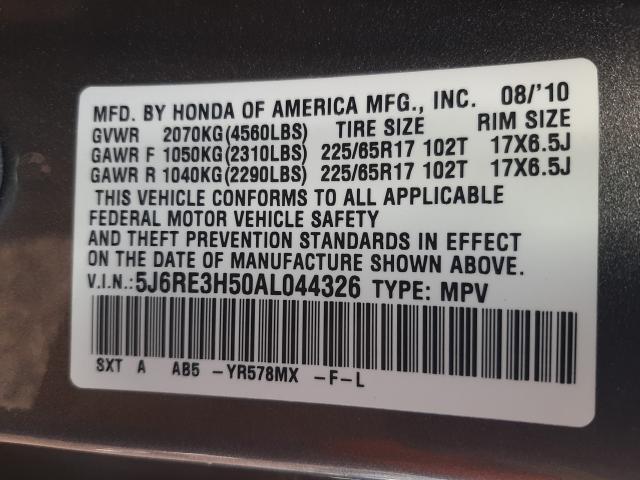 MFD. BY HONDA OF AMERICA MFG., INC. 08/'10
GVWR 2070KG(4560LBS) TIRE SIZE RIM SIZE
GAWR F 1050KG(2310LBS) 225/65R17 102T 17X6.5J
GAWR R 1040KG(2290LBS) 225/65R17 102T 17X6.5J
THIS VEHICLE CONFORMS TO ALL APPLICABLE
FEDERAL MOTOR VEHICLE SAFETY
AND THEFT PREVENTION STANDARDS IN EFFECT
ON THE DATE OF MANUFACTURE SHOWN ABOVE.
V.I.N.:5J6RE3H50AL044326 TYPE: MPV
SXT A AB5 -YR578MX -F-L